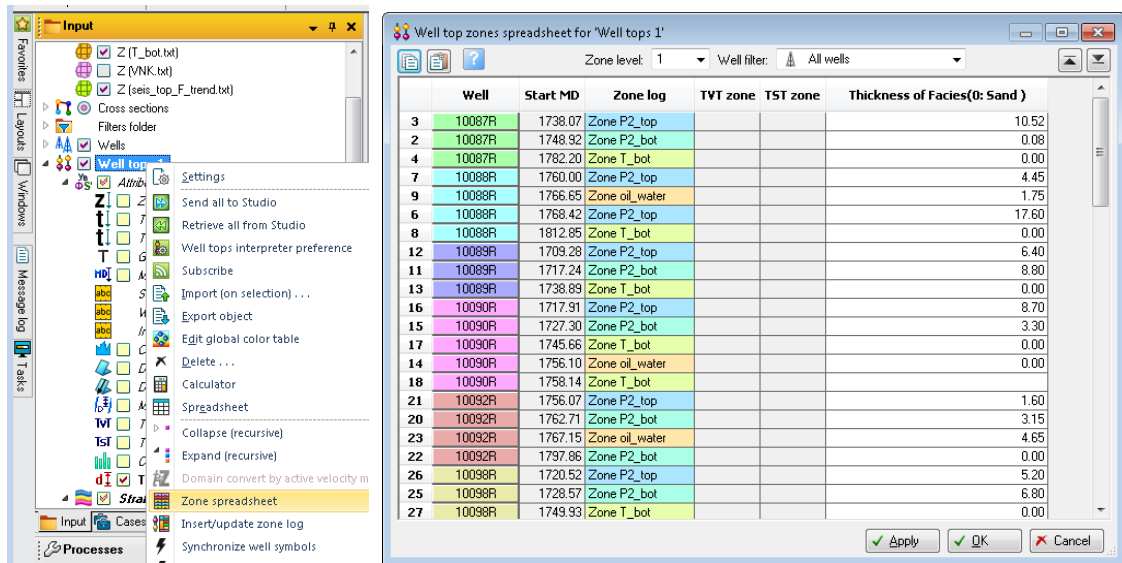 Input
Z (T_bot.txt)
Z (VNK.txt)
Z (seis_top_F_trend.txt)
Cross sections
Filters folder
Wells
Well top
Attrib
Favorites
Layouts
Windows
Message log
Tasks
Settings
Send all to Studio
Retrieve all from Studio
Well tops interpreter preference
Subscribe
Import (on selection) . . .
Export object
Edit global color table
Delete . . .
Calculator
Spreadsheet
Collapse (recursive)
Expand (recursive)
Domain convert by active velocity m
Zone spreadsheet
Insert/update zone log
Synchronize well symbols
Input Cases
Processes
Well top zones spreadsheet for 'Well tops 1'
Zone level: 1 Well filter: All wells
Well Start MD Zone log TVT zone TST zone Thickness of Facies(0: Sand )
3 10087R 1738.07 Zone P2_top 10.52
2 10087R 1748.92 Zone P2_bot 0.08
4 10087R 1782.20 Zone T_bot 0.00
7 10088R 1760.00 Zone P2_top 4.45
9 10088R 1766.65 Zone oil_water 1.75
6 10088R 1768.42 Zone P2_top 17.60
8 10088R 1812.85 Zone T_bot 0.00
12 10089R 1709.28 Zone P2_top 6.40
11 10089R 1717.24 Zone P2_bot 8.80
13 10089R 1738.89 Zone T_bot 0.00
16 10090R 1717.91 Zone P2_top 8.70
15 10090R 1727.30 Zone P2_bot 3.30
17 10090R 1745.66 Zone T_bot 0.00
14 10090R 1756.10 Zone oil_water 0.00
18 10090R 1758.14 Zone T_bot
21 10092R 1756.07 Zone P2_top 1.60
20 10092R 1762.71 Zone P2_bot 3.15
23 10092R 1767.15 Zone oil_water 4.65
22 10092R 1797.86 Zone P2_bot 0.00
26 10098R 1720.52 Zone P2_top 5.20
25 10098R 1728.57 Zone P2_bot 6.80
27 10098R 1749.93 Zone T_bot 0.00
Apply OK Cancel